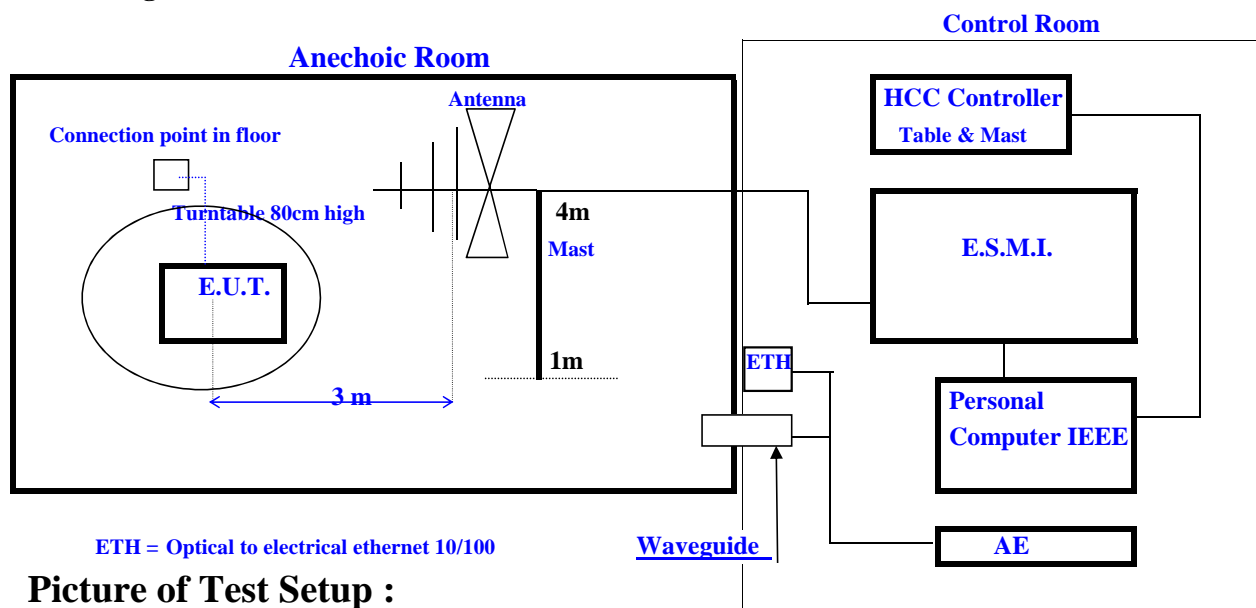 Control Room
Anechoic Room
Antenna
Connection point in floor
HCC Controller
Table & Mast
Turntable 80cm high
4m
Mast
E.S.M.I.
E.U.T.
1m
ETH
3 m
Personal
Computer IEEE
ETH = Optical to electrical ethernet 10/100
Waveguide
AE
Picture of Test Setup :